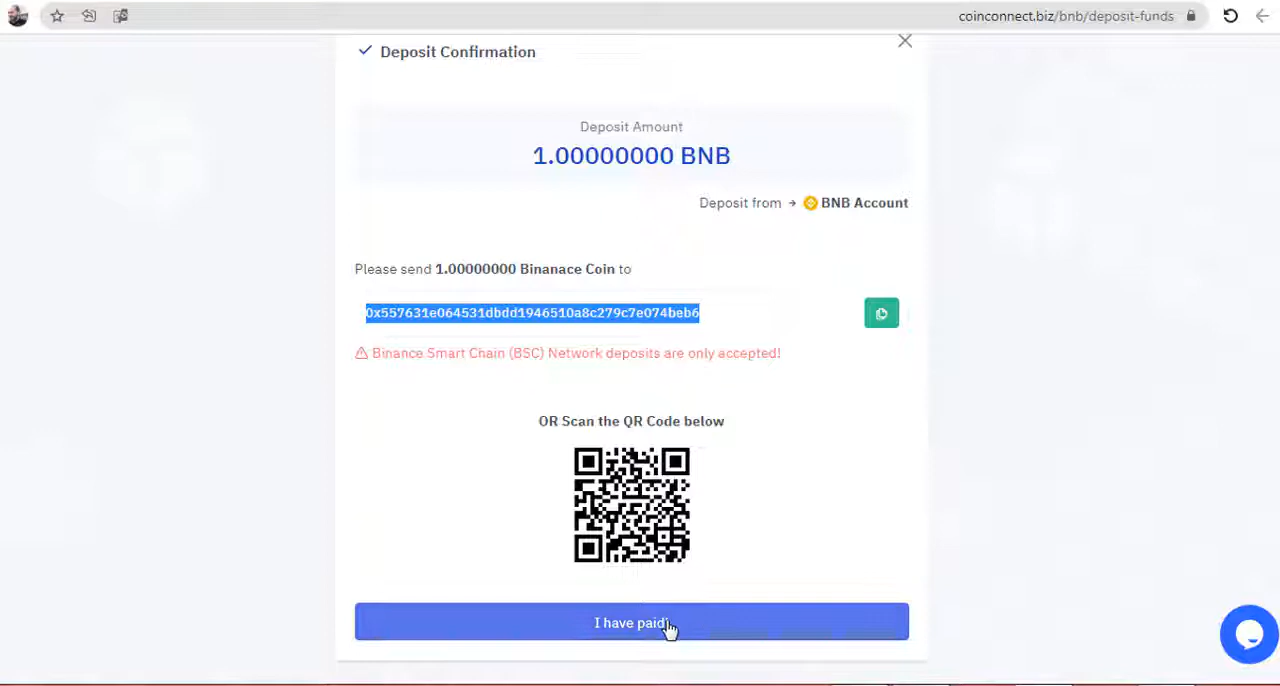 coinconnect.biz/bnb/deposit-funds
Deposit Confirmation
Deposit Amount
1.00000000 BNB
Deposit from → BNB Account
Please send 1.00000000 Binanace Coin to
0x557631e064531dbdd1946510a8c279c7e074beb6
Binance Smart Chain (BSC) Network deposits are only accepted!
OR Scan the QR Code below
I have paid